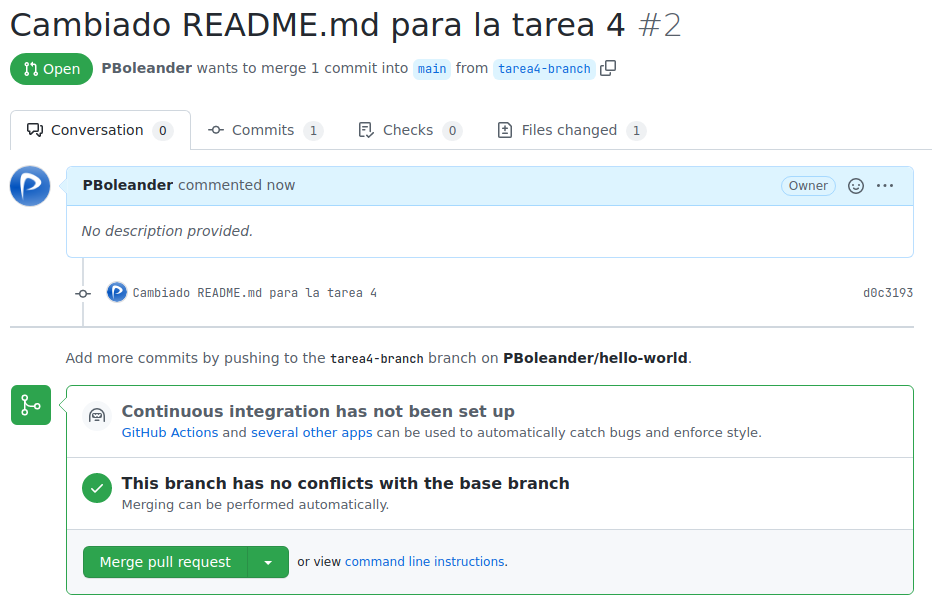 Cambiado README.md para la tarea 4 #2
Open PBoleander wants to merge 1 commit into main from tarea4-branch
Conversation 0 Commits 1 Checks 0 Files changed 1
PBoleander commented now Owner
No description provided.
Cambiado README.md para la tarea 4 d0c3193
Add more commits by pushing to the tarea4-branch branch on PBoleander/hello-world.
Continuous integration has not been set up
GitHub Actions and several other apps can be used to automatically catch bugs and enforce style.
This branch has no conflicts with the base branch
Merging can be performed automatically.
Merge pull request or view command line instructions.